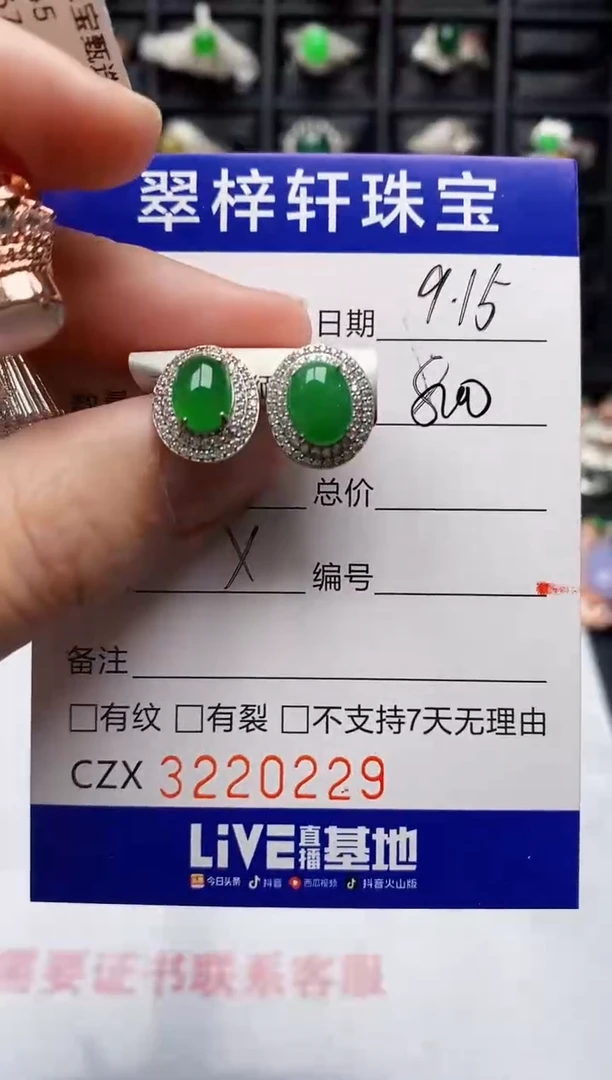 翠梓轩珠宝
日期 9.15
800
总价
X 编号
备注
□有纹 □有裂 □不支持7天无理由
CZX 3220229
LiVE直播基地
今日头条 抖音 西瓜视频 抖音火山版
需要证书联系客服